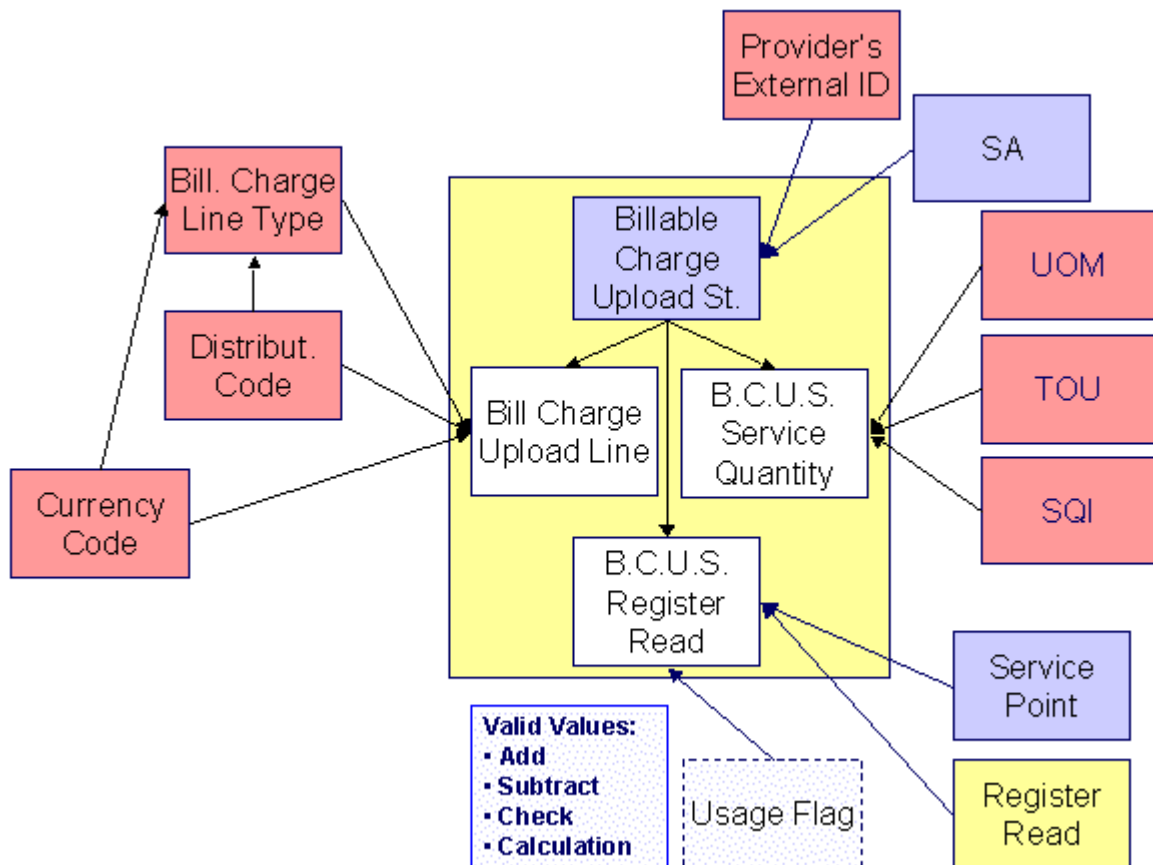 Provider's
External ID
SA
Bill. Charge
Line Type
Billable
Charge
Upload St.
UOM
Distribut.
Code
TOU
Bill Charge
Upload Line
B.C.U.S.
Service
Quantity
Currency
Code
SQI
B.C.U.S.
Register
Read
Service
Point
Valid Values:
• Add
• Subtract
• Check
• Calculation
Usage Flag
Register
Read